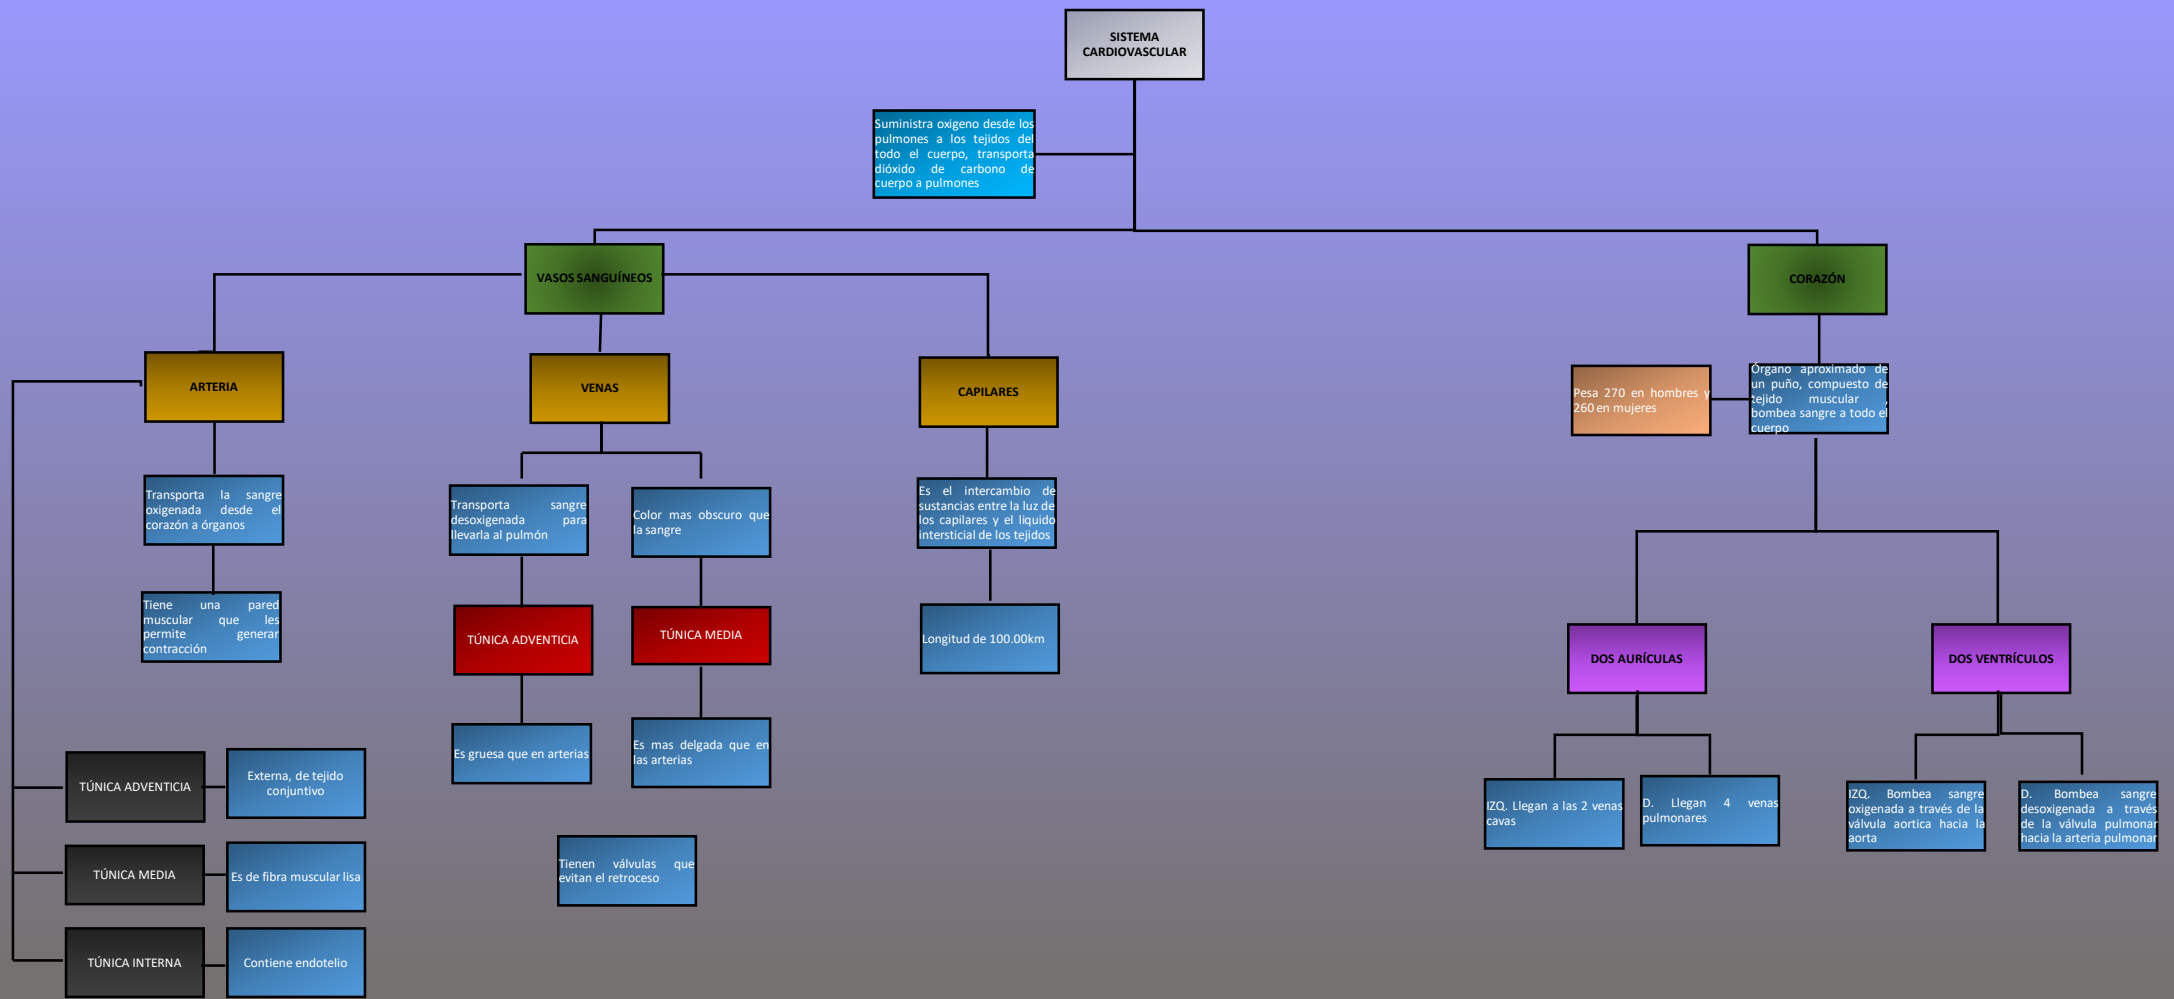 SISTEMA
CARDIOVASCULAR
Suministra oxigeno desde los
pulmones a los tejidos del
todo el cuerpo, transporta
dióxido de carbono de
cuerpo a pulmones
VASOS SANGUÍNEOS
CORAZÓN
ARTERIA
VENAS
CAPILARES
Pesa 270 en hombres y
260 en mujeres
Órgano aproximado de
un puño, compuesto de
tejido muscular ,
bombea sangre a todo el
cuerpo
Transporta la sangre
oxigenada desde el
corazón a órganos
Transporta sangre
desoxigenada para
llevarla al pulmón
Color mas obscuro que
la sangre
Es el intercambio de
sustancias entre la luz de
los capilares y el liquido
intersticial de los tejidos
Tiene una pared
muscular que les
permite generar
contracción
TÚNICA ADVENTICIA
TÚNICA MEDIA
Longitud de 100.00km
DOS AURÍCULAS
DOS VENTRÍCULOS
Es gruesa que en arterias
Es mas delgada que en
las arterias
TÚNICA ADVENTICIA
Externa, de tejido
conjuntivo
IZQ. Llegan a las 2 venas
cavas
D. Llegan 4 venas
pulmonares
IZQ. Bombea sangre
oxigenada a través de la
válvula aortica hacia la
aorta
D. Bombea sangre
desoxigenada a través
de la válvula pulmonar
hacia la arteria pulmonar
Tienen válvulas que
evitan el retroceso
TÚNICA MEDIA
Es de fibra muscular lisa
TÚNICA INTERNA
Contiene endotelio